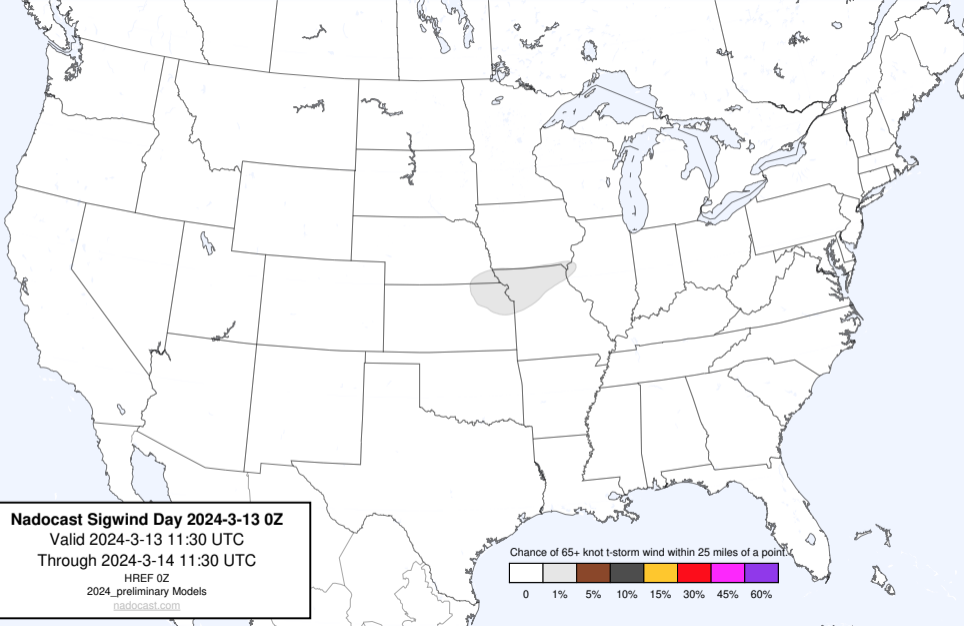 Nadocast Sigwind Day 2024-3-13 0Z
Valid 2024-3-13 11:30 UTC
Through 2024-3-14 11:30 UTC
HREF 0Z
2024_preliminary Models
nadocast.com
Chance of 65+ knot t-storm wind within 25 miles of a point.
0 1% 5% 10% 15% 30% 45% 60%